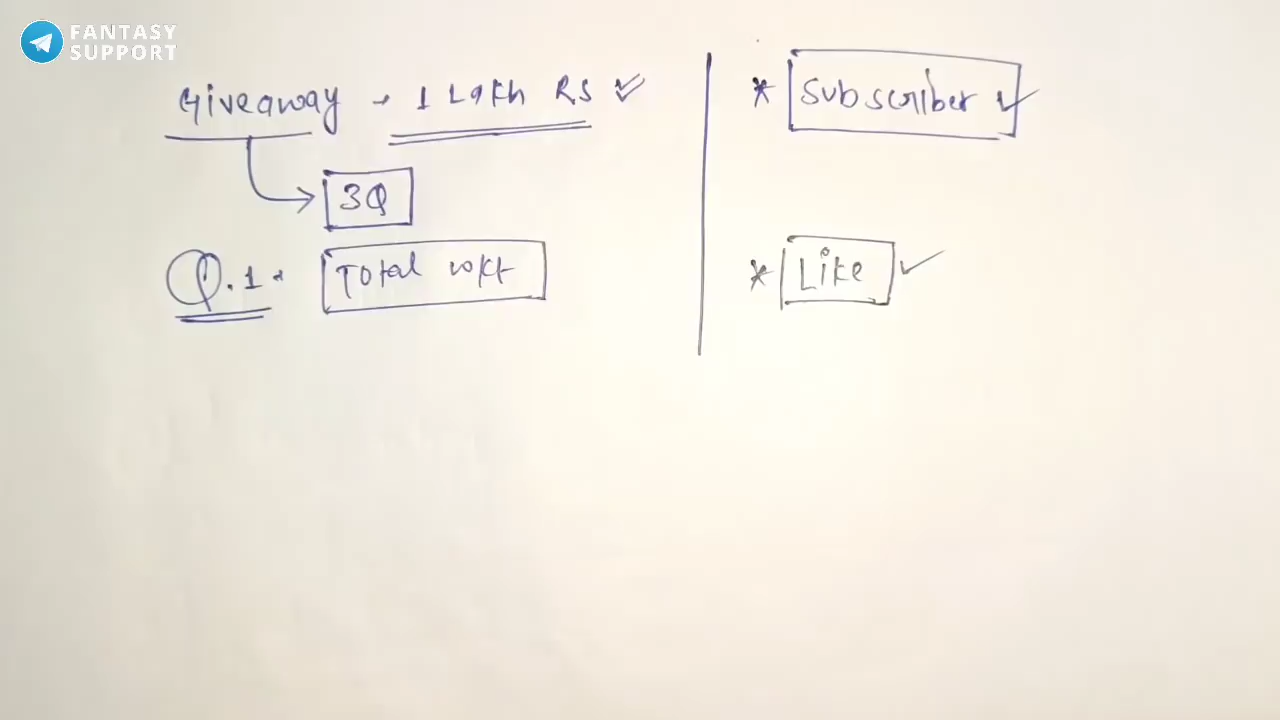 FANTASY
SUPPORT
Giveaway → 1 Lakh RS
3Q
Q.1. Total wkt
* Subscriber
* Like